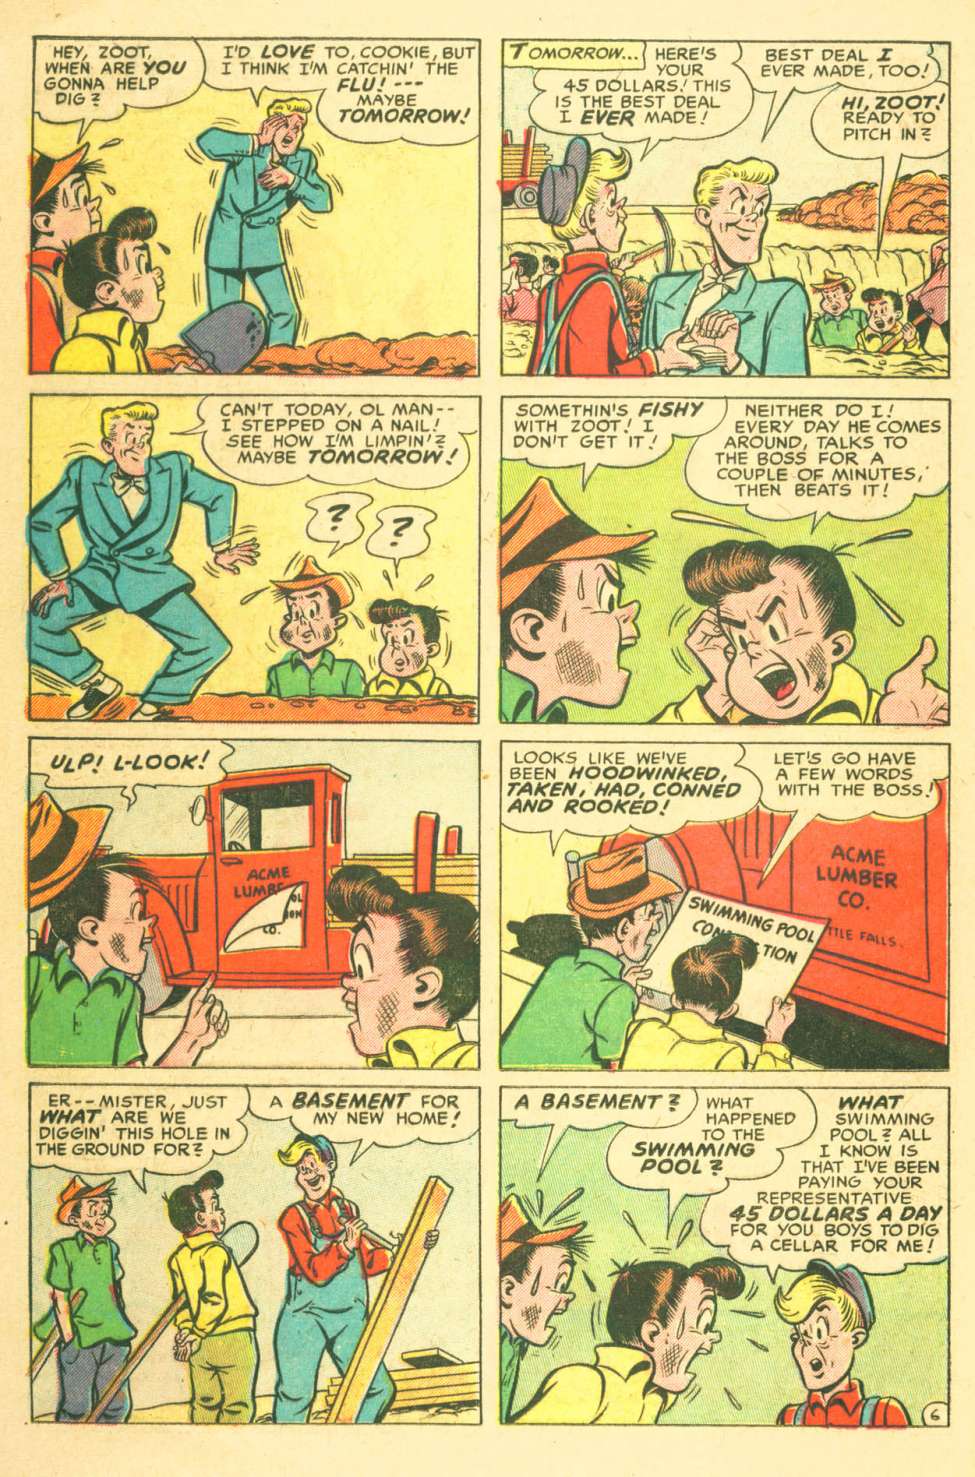 HEY, ZOOT,
WHEN ARE YOU
GONNA HELP
DIG?
I'D LOVE TO, COOKIE, BUT
I THINK I'M CATCHIN' THE
FLU! ----
MAYBE
TOMORROW!
TOMORROW...
HERE'S
YOUR
45 DOLLARS! THIS
IS THE BEST DEAL
I EVER MADE!
BEST DEAL I
EVER MADE, TOO!
HI, ZOOT!
READY TO
PITCH IN?
CAN'T TODAY, OL MAN--
I STEPPED ON A NAIL!
SEE HOW I'M LIMPIN'?
MAYBE TOMORROW!
?
?
SOMETHIN'S FISHY
WITH ZOOT! I
DON'T GET IT!
NEITHER DO I!
EVERY DAY HE COMES
AROUND, TALKS TO
THE BOSS FOR A
COUPLE OF MINUTES,
THEN BEATS IT!
ULP! L-LOOK!
ACME
LUMBE
OL
ION
CO.
LOOKS LIKE WE'VE
BEEN HOODWINKED,
TAKEN, HAD, CONNED
AND ROOKED!
LET'S GO HAVE
A FEW WORDS
WITH THE BOSS!
ACME
LUMBER
CO.
TTLE FALLS.
SWIMMING POOL
CON TION
ER-- MISTER, JUST
WHAT ARE WE
DIGGIN' THIS HOLE IN
THE GROUND FOR?
A BASEMENT FOR
MY NEW HOME!
A BASEMENT?
WHAT
HAPPENED
TO THE
SWIMMING
POOL?
WHAT
SWIMMING
POOL? ALL
I KNOW IS
THAT I'VE BEEN
PAYING YOUR
REPRESENTATIVE
45 DOLLARS A DAY
FOR YOU BOYS TO DIG
A CELLAR FOR ME!
6